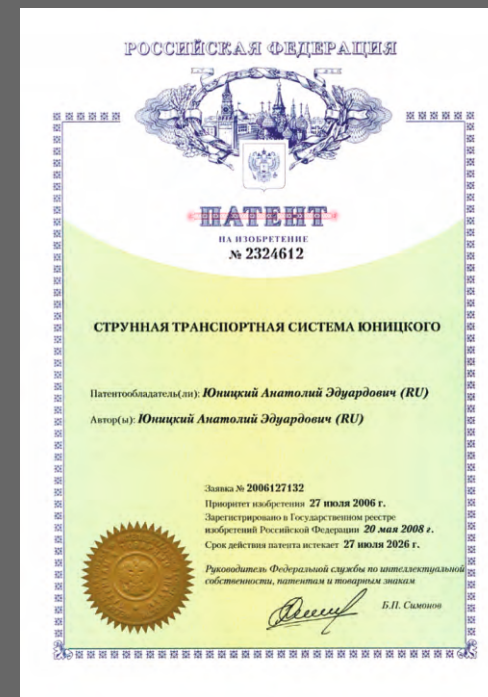 РОССИЙСКАЯ ФЕДЕРАЦИЯ
ПАТЕНТ
НА ИЗОБРЕТЕНИЕ
№ 2324612
СТРУННАЯ ТРАНСПОРТНАЯ СИСТЕМА ЮНИЦКОГО
Патентообладатель(ли): Юницкий Анатолий Эдуардович (RU)
Автор(ы): Юницкий Анатолий Эдуардович (RU)
Заявка № 2006127132
Приоритет изобретения 27 июля 2006 г.
Зарегистрировано в Государственном реестре
изобретений Российской Федерации 20 мая 2008 г.
Срок действия патента истекает 27 июля 2026 г.
Руководитель Федеральной службы по интеллектуальной
собственности, патентам и товарным знакам
Б.П. Симонов